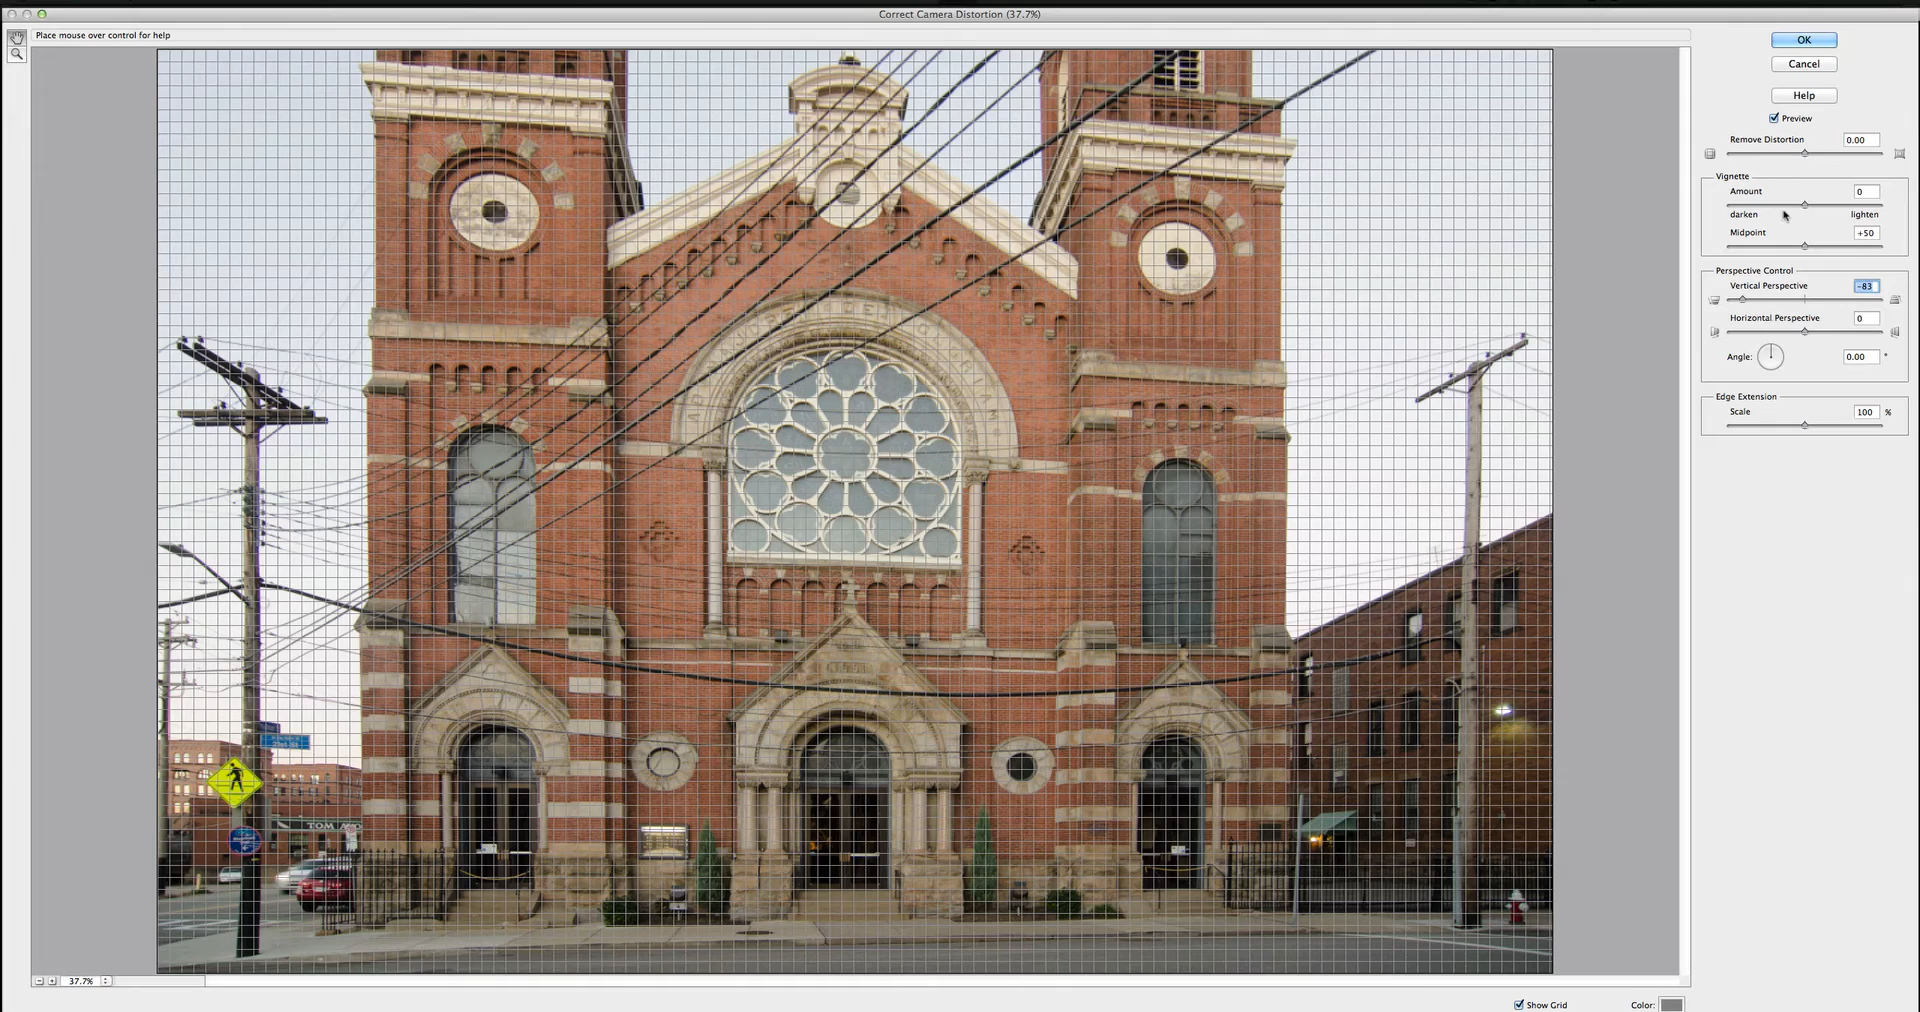 Correct Camera Distortion (37.7%)
Place mouse over control for help
OK
Cancel
Help
Preview
Remove Distortion 0.00
Vignette
Amount 0
darken lighten
Midpoint +50
Perspective Control
Vertical Perspective -83
Horizontal Perspective 0
Angle: 0.00 °
Edge Extension
Scale 100 %
TOM
37.7%
Show Grid Color: